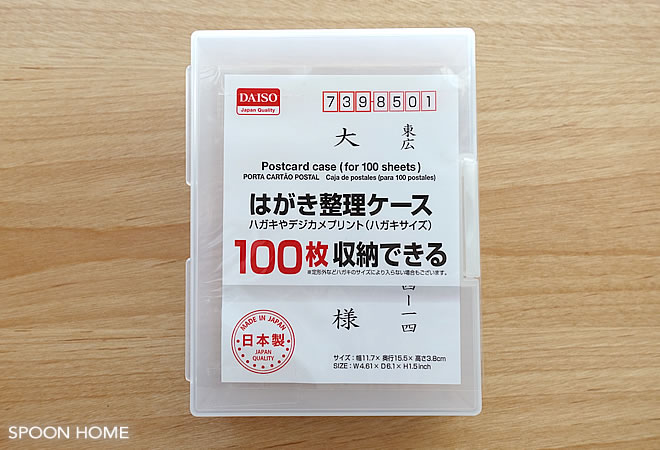 DAISO
Japan Quality
7398501
東広
大
Postcard case (for 100 sheets)
PORTA CARTÃO POSTAL Caja de postales (para 100 postales)
はがき整理ケース
ハガキやデジカメプリント(ハガキサイズ)
100枚収納できる
※定形外などハガキのサイズにより入らない場合もございます。
四ー一四
様
MADE IN JAPAN
日本製
JAPAN QUALITY
サイズ:幅11.7×奥行15.5×高さ3.8cm
SIZE: W4.61× D6.1× H1.5inch
SPOON HOME